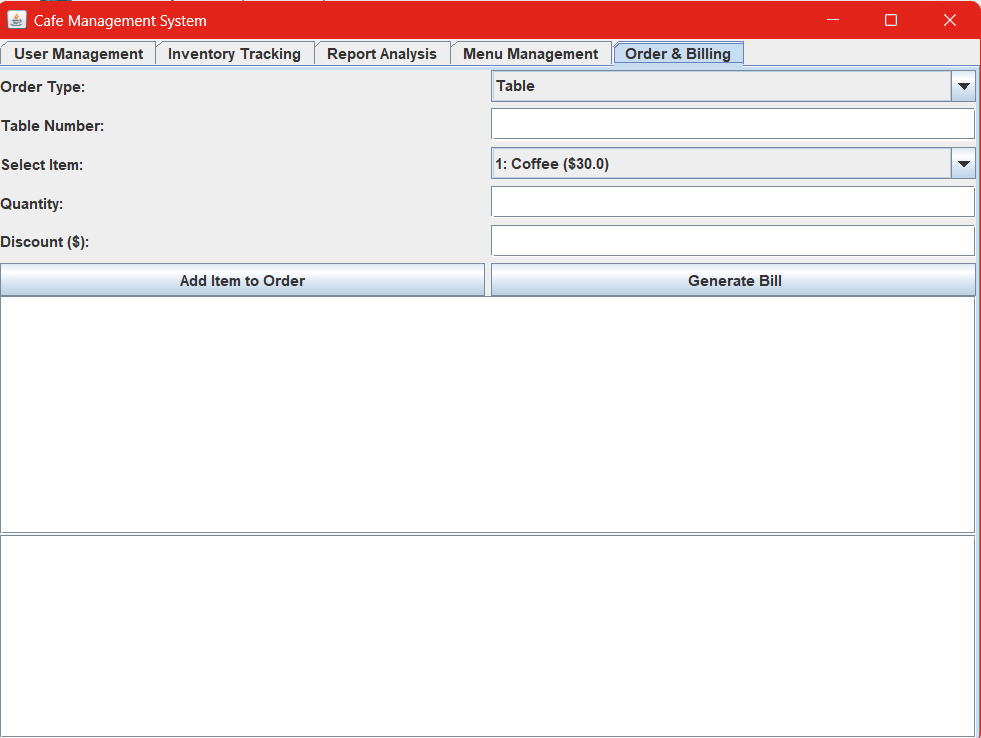 Cafe Management System
User Management Inventory Tracking Report Analysis Menu Management Order & Billing
Order Type: Table
Table Number:
Select Item: 1: Coffee ($30.0)
Quantity:
Discount ($):
Add Item to Order Generate Bill